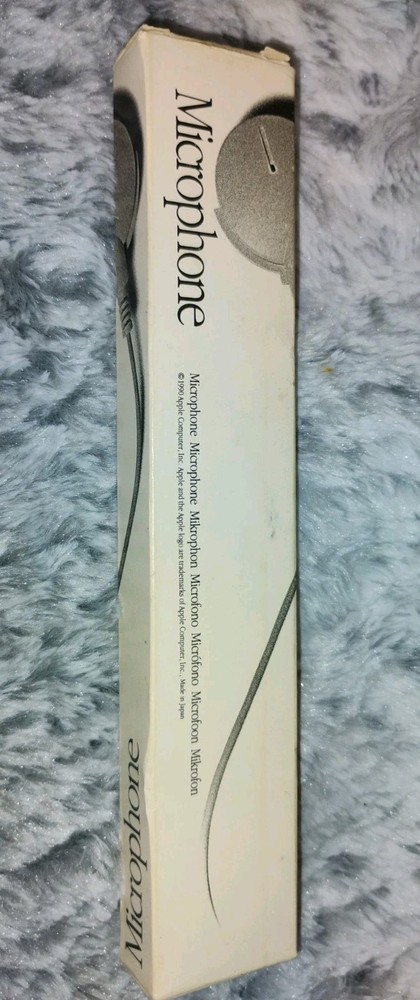 Microphone
Microphone Microphone Mikrophon Microfono Micrófono Microfoon Mikrofon
©1990 Apple Computer, Inc. Apple and the Apple logo are trademarks of Apple Computer, Inc., Made in Japan
Microphone